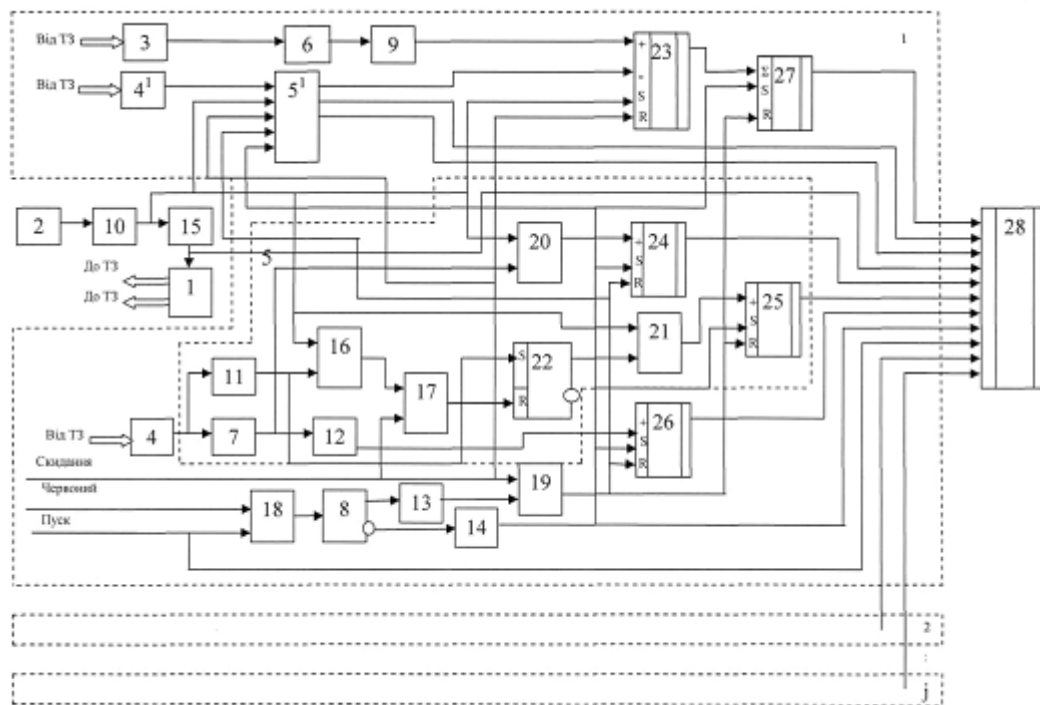 Від ТЗ
3
6
9
+
-
S
R
23
Σ
S
R
27
1
Від ТЗ
4¹
5¹
2
10
15
До ТЗ
До ТЗ
1
5
20
+
S
R
24
28
21
+
S
R
25
16
11
17
S
R
22
Від ТЗ
4
7
12
+
S
R
26
Скидання
Червоний
Пуск
18
8
13
14
19
2
:
j